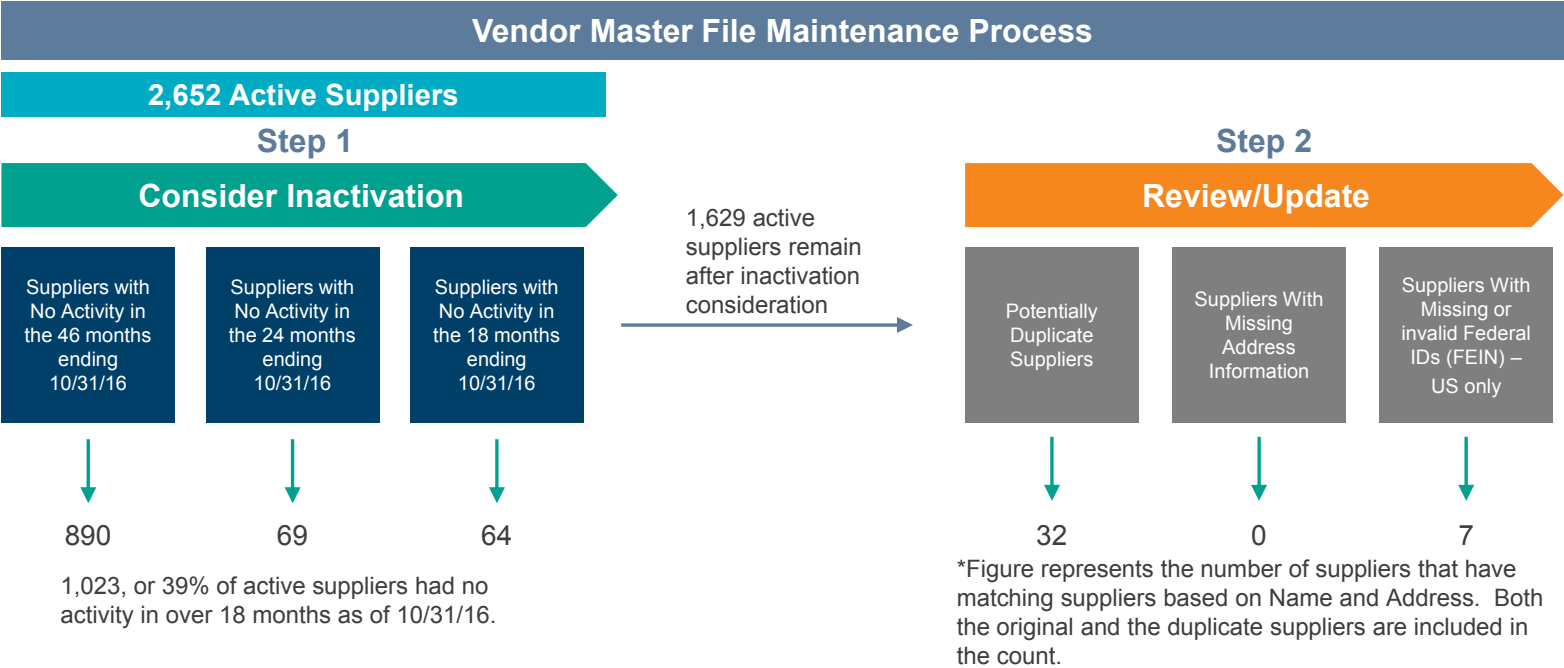 Vendor Master File Maintenance Process
2,652 Active Suppliers
Step 1
Consider Inactivation
Suppliers with
No Activity in
the 46 months
ending
10/31/16
Suppliers with
No Activity in
the 24 months
ending
10/31/16
Suppliers with
No Activity in
the 18 months
ending
10/31/16
890
69
64
1,023, or 39% of active suppliers had no
activity in over 18 months as of 10/31/16.
1,629 active
suppliers remain
after inactivation
consideration
Step 2
Review/Update
Potentially
Duplicate
Suppliers
Suppliers With
Missing
Address
Information
Suppliers With
Missing or
invalid Federal
IDs (FEIN) –
US only
32
0
7
*Figure represents the number of suppliers that have
matching suppliers based on Name and Address.  Both
the original and the duplicate suppliers are included in
the count.